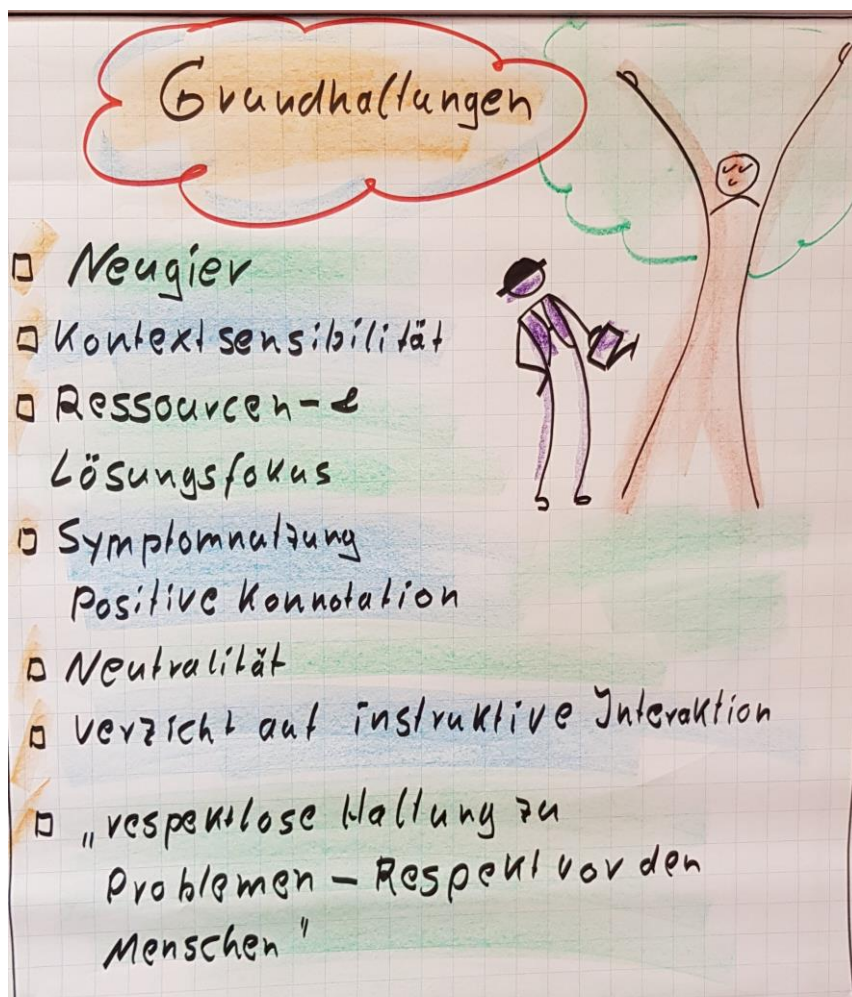 Grundhaltungen
Neugier
Kontextsensibilität
Ressourcen- &
Lösungsfokus
Symptomnutzung
Positive Konnotation
Neutralität
Verzicht auf instruktive Interaktion
„respektlose Haltung zu
Problemen – Respekt vor den
Menschen"